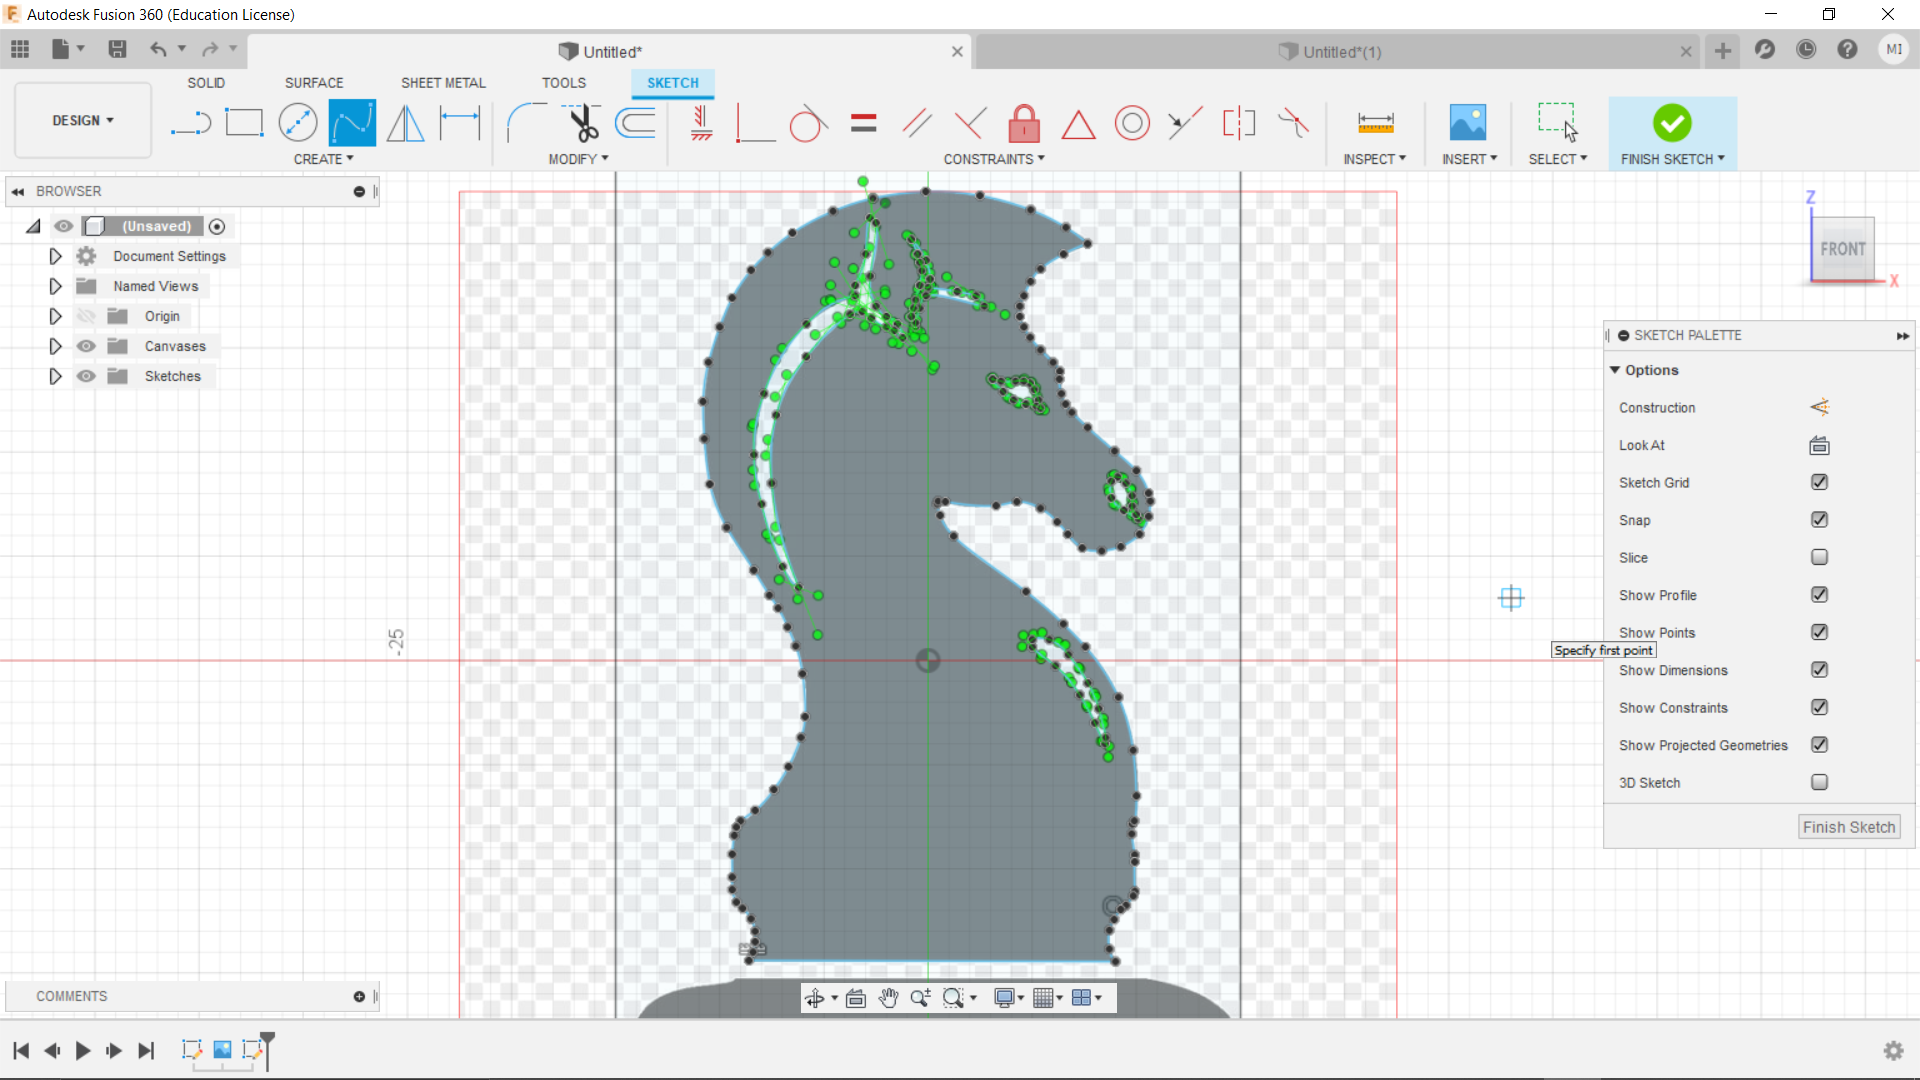 Autodesk Fusion 360 (Education License)
Untitled*
Untitled*(1)
MI
SOLID SURFACE SHEET METAL TOOLS SKETCH
DESIGN
CREATE MODIFY CONSTRAINTS INSPECT INSERT SELECT FINISH SKETCH
BROWSER
(Unsaved)
Document Settings
Named Views
Origin
Canvases
Sketches
-25
Z
FRONT
X
SKETCH PALETTE
Options
Construction
Look At
Sketch Grid
Snap
Slice
Show Profile
Show Points
Specify first point
Show Dimensions
Show Constraints
Show Projected Geometries
3D Sketch
Finish Sketch
COMMENTS